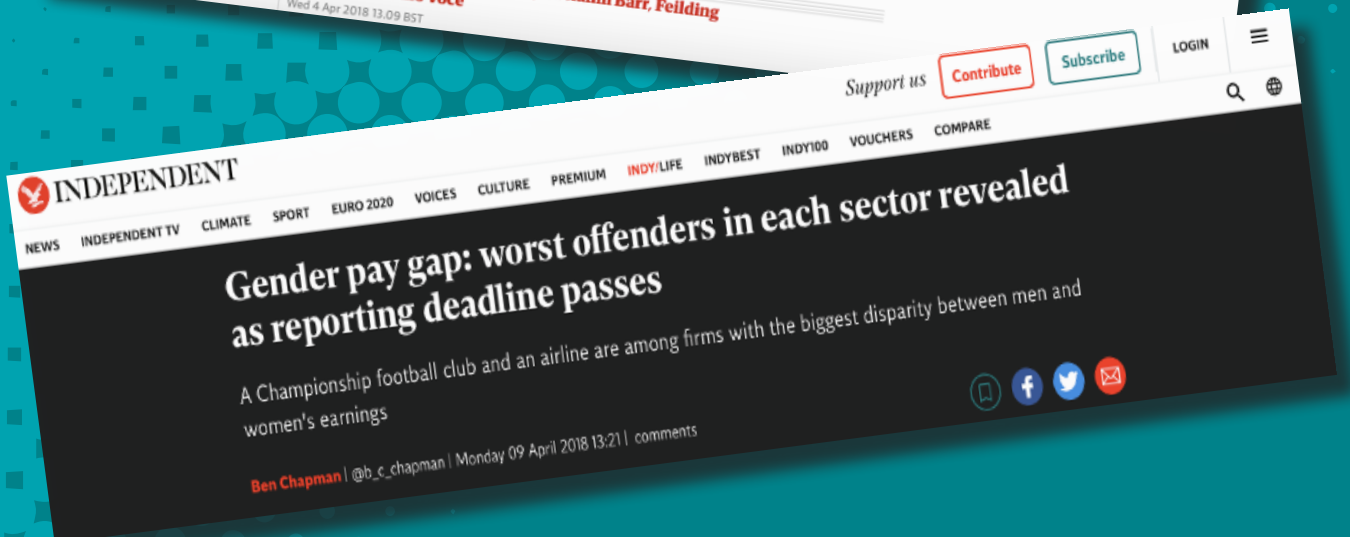 Barr, Feilding
Wed 4 Apr 2018 13.09 BST
Support us
Contribute
Subscribe
LOGIN
INDEPENDENT
NEWS INDEPENDENT TV CLIMATE SPORT EURO 2020 VOICES CULTURE PREMIUM INDY/LIFE INDYBEST INDY100 VOUCHERS COMPARE
Gender pay gap: worst offenders in each sector revealed
as reporting deadline passes
A Championship football club and an airline are among firms with the biggest disparity between men and
women's earnings
Ben Chapman | @b_c_chapman | Monday 09 April 2018 13:21 | comments